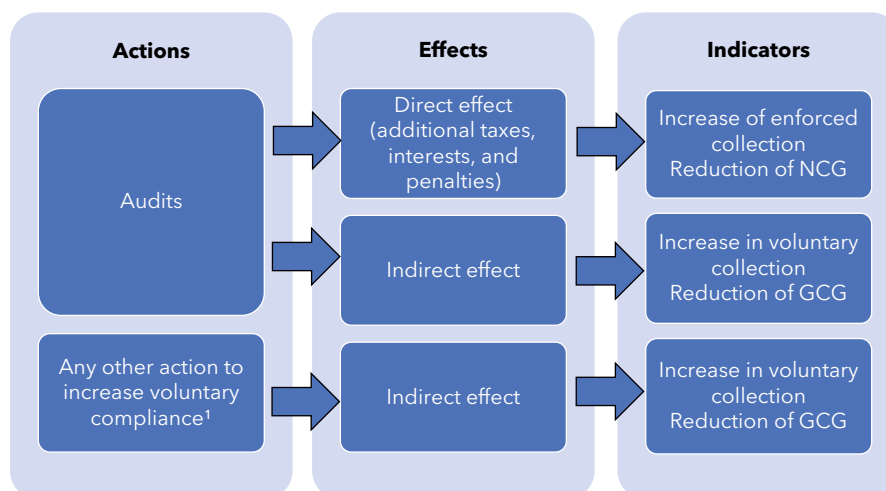 Actions
Effects
Indicators
Audits
Direct effect
(additional taxes,
interests, and
penalties)
Increase of enforced
collection
Reduction of NCG
Indirect effect
Increase in voluntary
collection
Reduction of GCG
Any other action to
increase voluntary
compliance¹
Indirect effect
Increase in voluntary
collection
Reduction of GCG